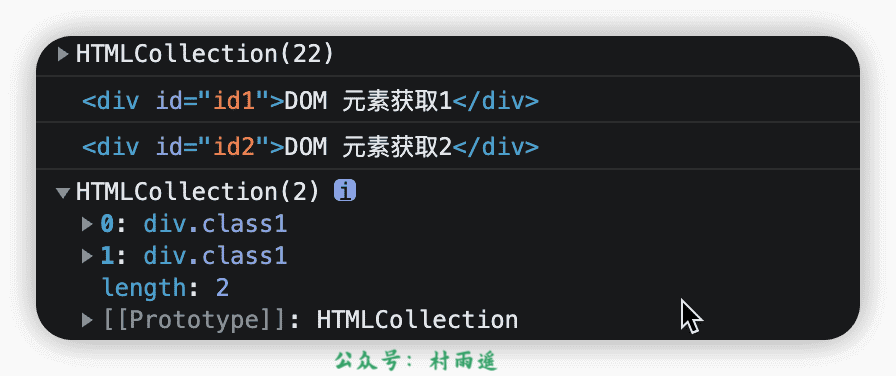 HTMLCollection(22)
<div id="id1">DOM 元素获取1</div>
<div id="id2">DOM 元素获取2</div>
HTMLCollection(2) i
0: div.class1
1: div.class1
length: 2
[[Prototype]]: HTMLCollection
公众号：村雨遥